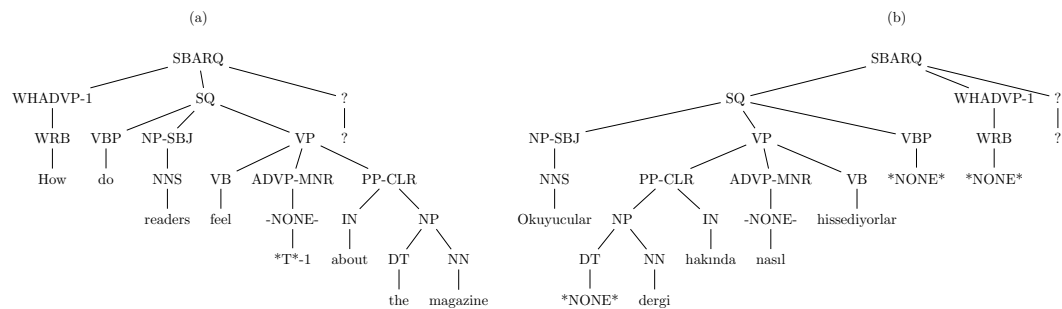 (a) (b)
SBARQ SBARQ
WHADVP-1 SQ ? SQ WHADVP-1 ?
WRB VBP NP-SBJ VP ? NP-SBJ VP VBP WRB ?
How do NNS VB ADVP-MNR PP-CLR NNS PP-CLR ADVP-MNR VB *NONE* *NONE*
readers feel -NONE- IN NP Okuyucular NP IN -NONE- hissediyorlar
*T*-1 about DT NN DT NN hakında nasıl
the magazine *NONE* dergi